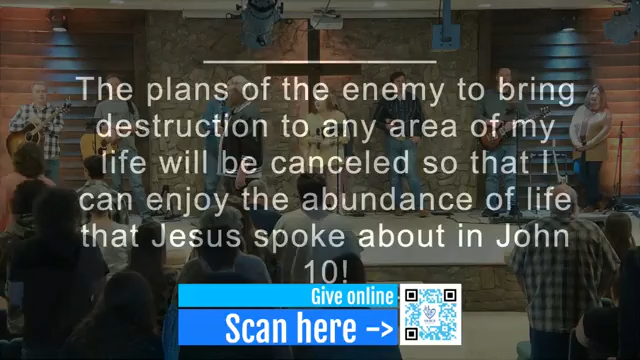 The plans of the enemy to bring
destruction to any area of my
life will be canceled so that I
can enjoy the abundance of life
that Jesus spoke about in John
10!
Give online
Scan here –>